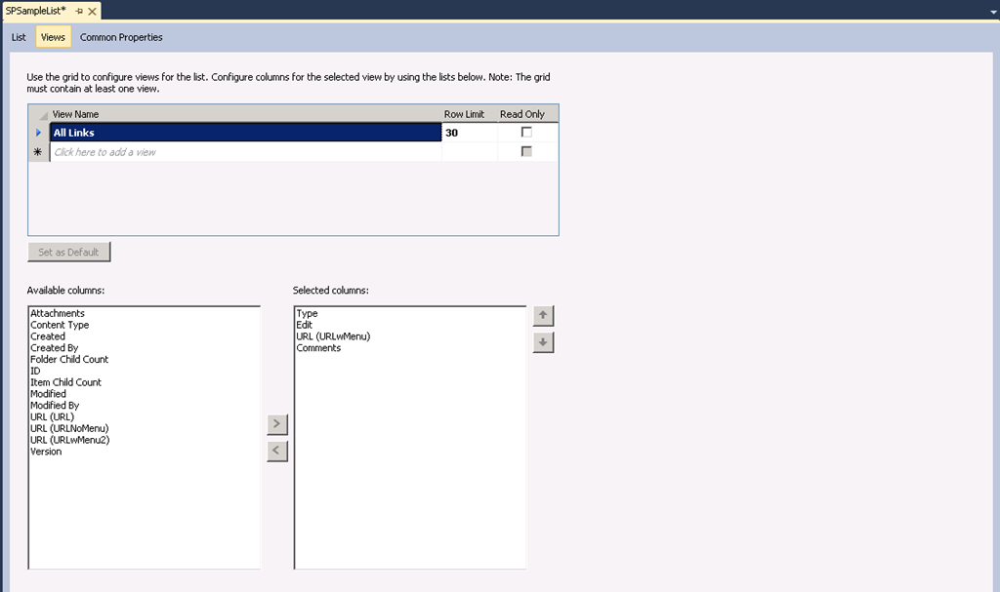 SPSampleList*
List Views Common Properties
Use the grid to configure views for the list. Configure columns for the selected view by using the lists below. Note: The grid
must contain at least one view.
View Name Row Limit Read Only
All Links 30
Click here to add a view
Set as Default
Available columns:
Attachments
Content Type
Created
Created By
Folder Child Count
ID
Item Child Count
Modified
Modified By
URL (URL)
URL (URLNoMenu)
URL (URLwMenu2)
Version
Selected columns:
Type
Edit
URL (URLwMenu)
Comments